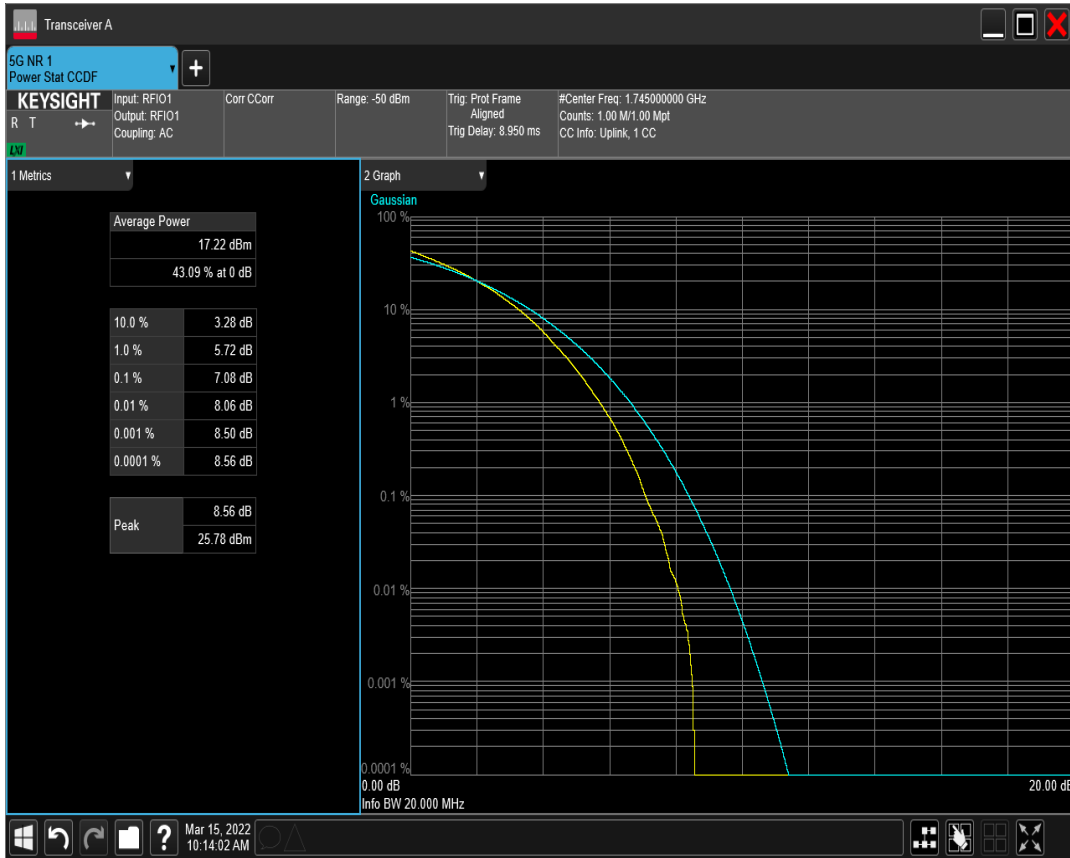 Transceiver A
5G NR 1
Power Stat CCDF
+
KEYSIGHT
R T
LXI
Input: RFIO1
Output: RFIO1
Coupling: AC
Corr CCorr
Range: -50 dBm
Trig: Prot Frame
Aligned
Trig Delay: 8.950 ms
#Center Freq: 1.745000000 GHz
Counts: 1.00 M/1.00 Mpt
CC Info: Uplink, 1 CC
1 Metrics
Average Power
17.22 dBm
43.09 % at 0 dB
10.0 % 3.28 dB
1.0 % 5.72 dB
0.1 % 7.08 dB
0.01 % 8.06 dB
0.001 % 8.50 dB
0.0001 % 8.56 dB
Peak
8.56 dB
25.78 dBm
2 Graph
Gaussian
100 %
10 %
1 %
0.1 %
0.01 %
0.001 %
0.0001 %
0.00 dB 20.00 dB
Info BW 20.000 MHz
?
Mar 15, 2022
10:14:02 AM